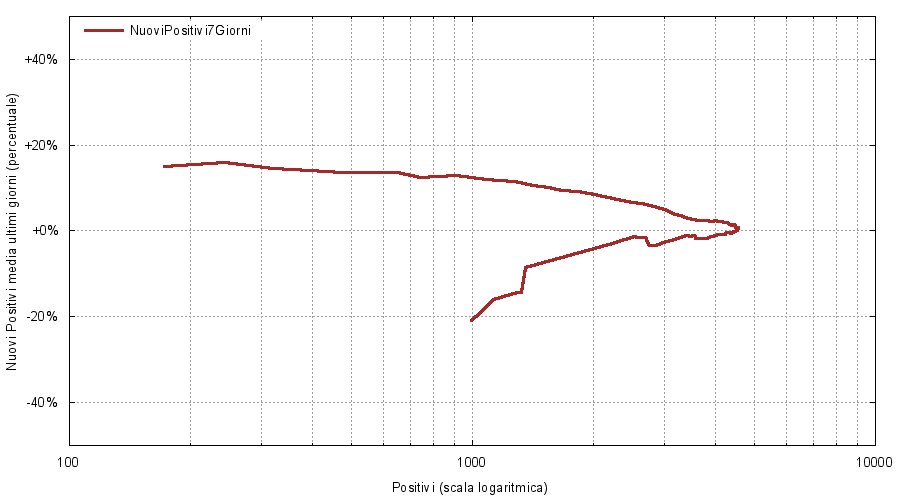 NuoviPositivi7Giorni
+40%
+20%
+0%
-20%
-40%
Nuovi Positivi media ultimi giorni (percentuale)
100
1000
10000
Positivi (scala logaritmica)